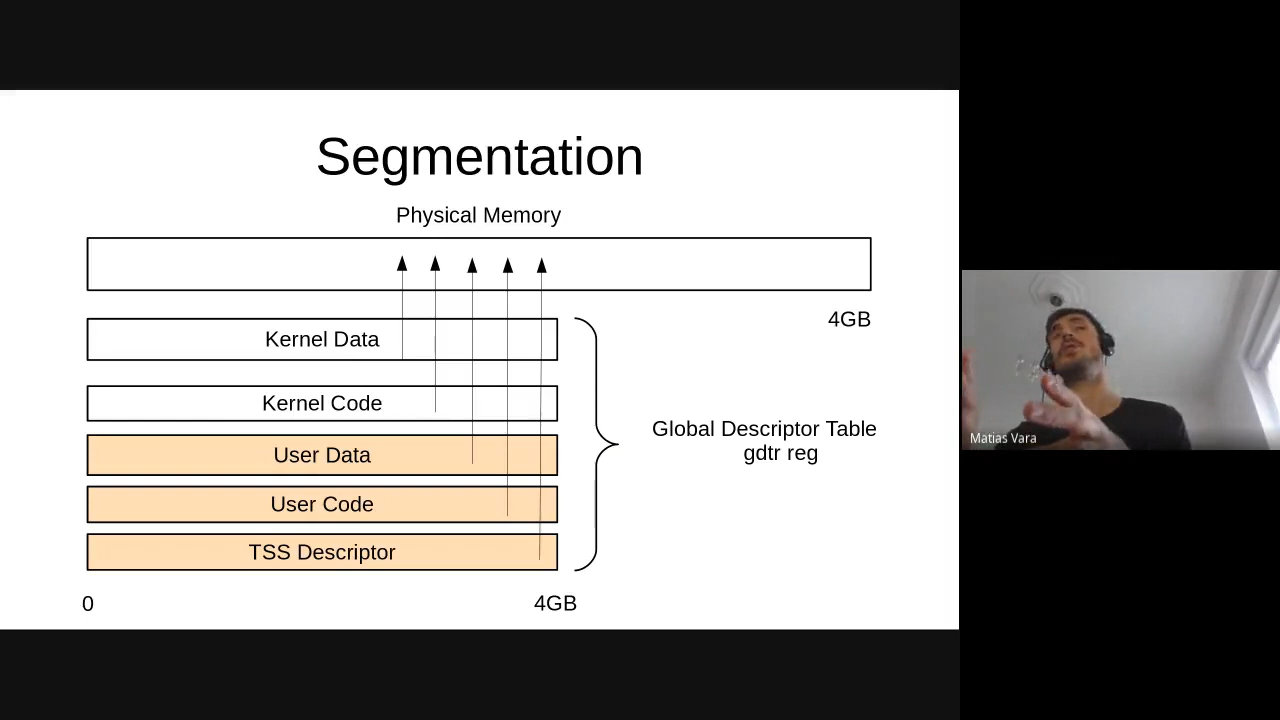 Segmentation
Physical Memory
4GB
Kernel Data
Kernel Code
User Data
User Code
TSS Descriptor
Global Descriptor Table
gdtr reg
0
4GB
Matias Vara